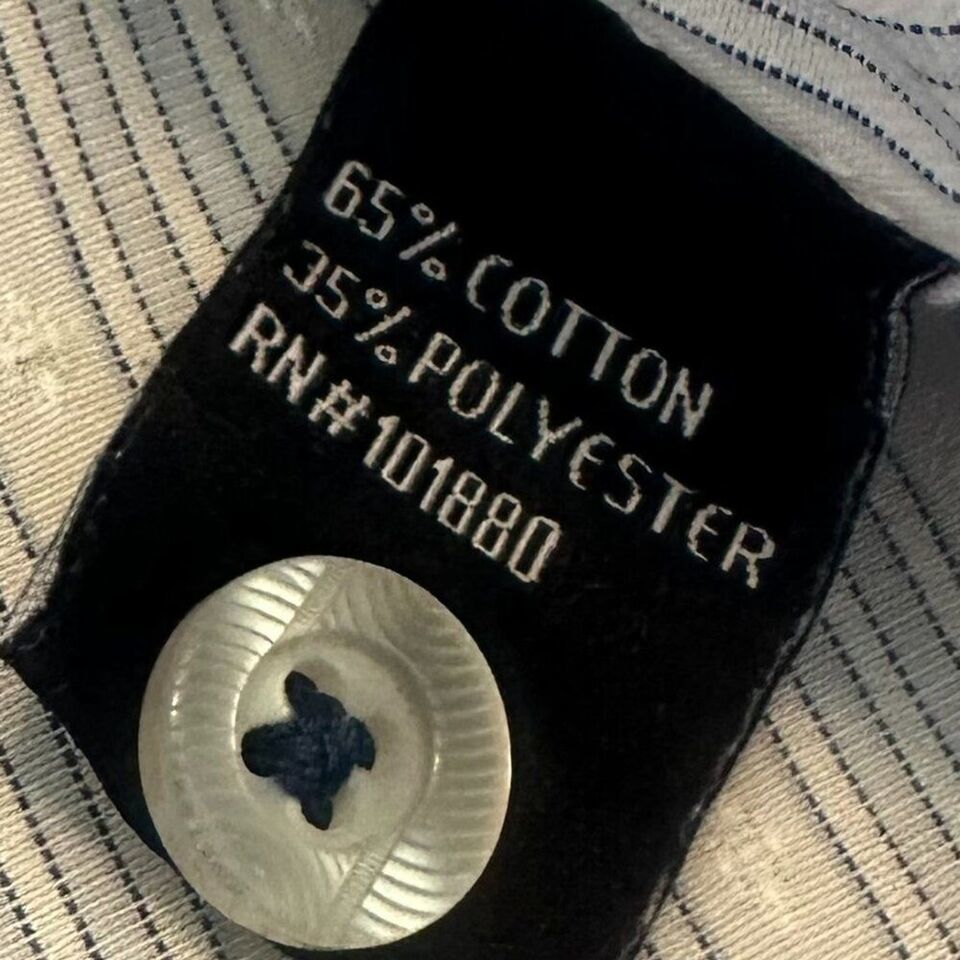 65% COTTON
35% POLYESTER
RN#101880